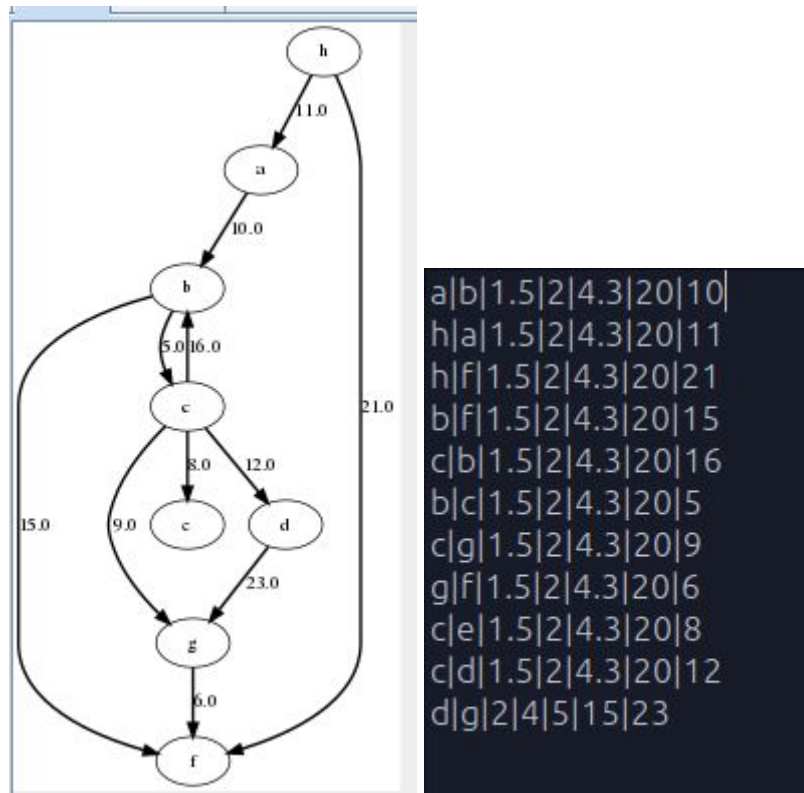 h
11.0
a
10.0
b
5.0 16.0
c
21.0
8.0 12.0
15.0 9.0 e d
23.0
g
6.0
f
a|b|1.5|2|4.3|20|10
h|a|1.5|2|4.3|20|11
h|f|1.5|2|4.3|20|21
b|f|1.5|2|4.3|20|15
c|b|1.5|2|4.3|20|16
b|c|1.5|2|4.3|20|5
c|g|1.5|2|4.3|20|9
g|f|1.5|2|4.3|20|6
c|e|1.5|2|4.3|20|8
c|d|1.5|2|4.3|20|12
d|g|2|4|5|15|23